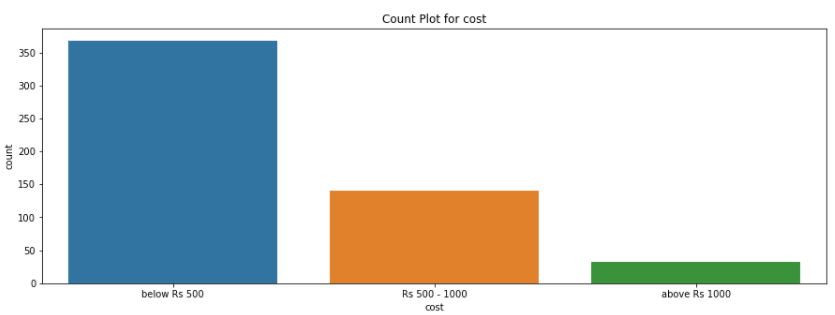 Count Plot for cost
350
300
250
200
150
100
50
0
count
below Rs 500
Rs 500 - 1000
above Rs 1000
cost